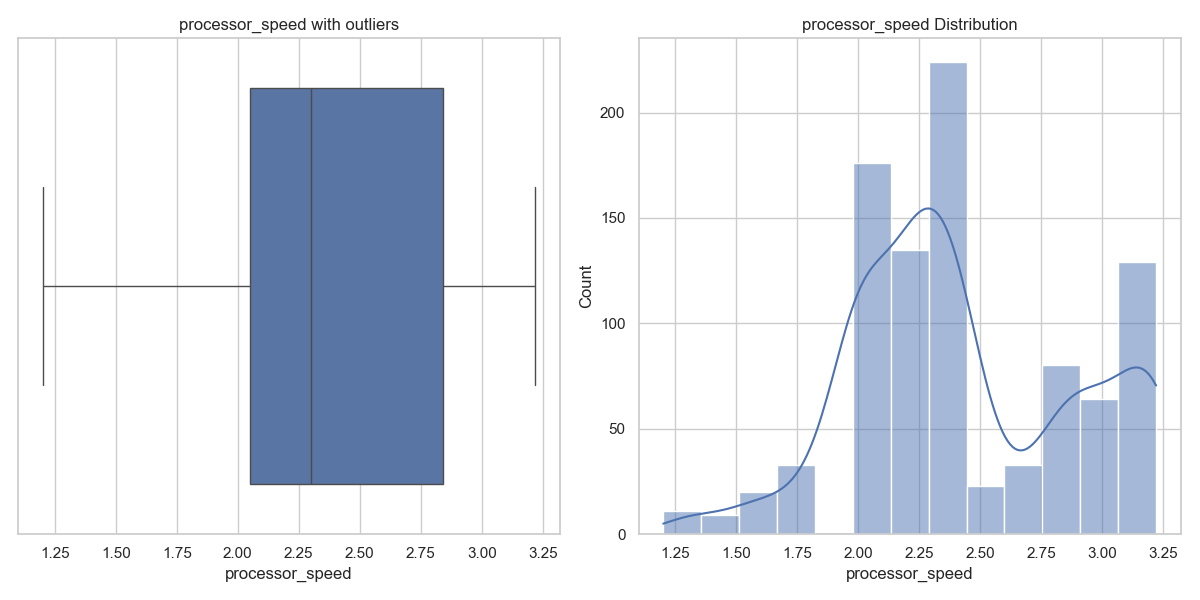 processor_speed with outliers
1.25 1.50 1.75 2.00 2.25 2.50 2.75 3.00 3.25
processor_speed
processor_speed Distribution
Count
200
150
100
50
0
1.25 1.50 1.75 2.00 2.25 2.50 2.75 3.00 3.25
processor_speed